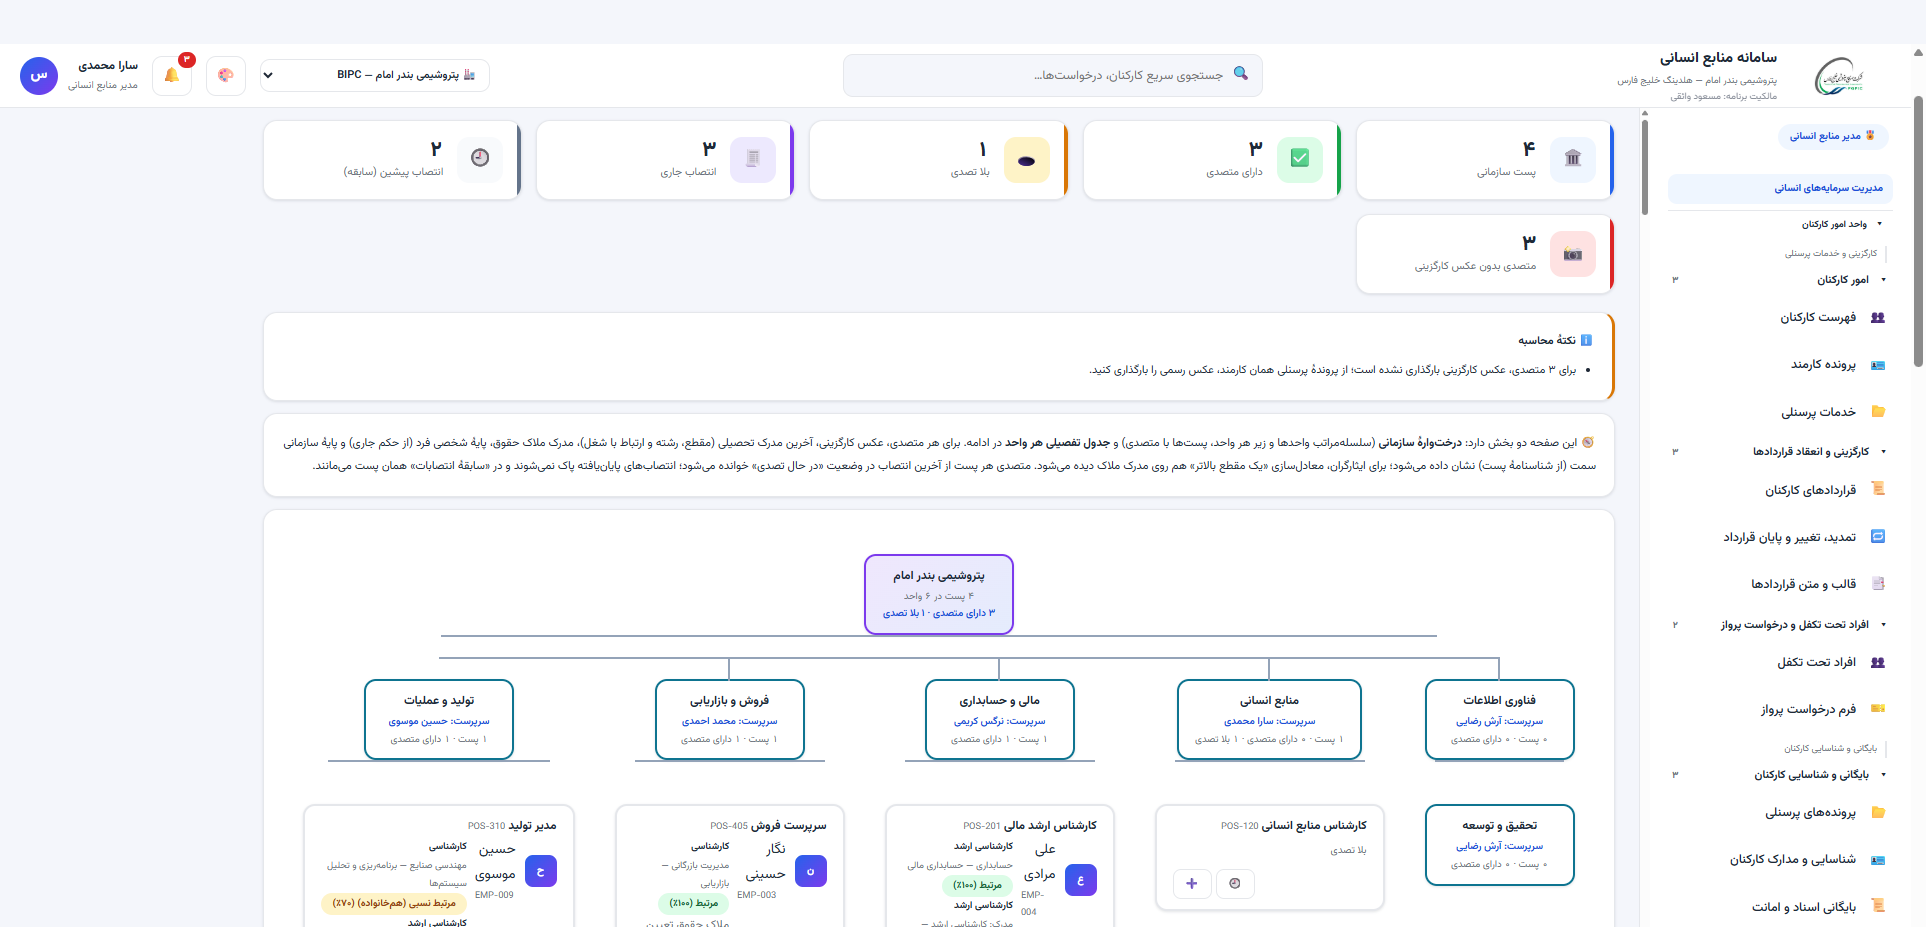 سامانه منابع انسانی
پتروشیمی بندر امام — هلدینگ خلیج فارس
مالکیت برنامه: مسعود واثقی
جستجوی سریع کارکنان، درخواست‌ها...
پتروشیمی بندر امام — BIPC
۳
سارا محمدی
مدیر منابع انسانی
س
مدیر منابع انسانی
مدیریت سرمایه‌های انسانی
واحد امور کارکنان
کارگزینی و خدمات پرسنلی
امور کارکنان ۳
فهرست کارکنان
پرونده کارمند
خدمات پرسنلی
کارگزینی و انعقاد قراردادها ۳
قراردادهای کارکنان
تمدید، تغییر و پایان قرارداد
قالب و متن قراردادها
افراد تحت تکفل و درخواست پرواز ۲
افراد تحت تکفل
فرم درخواست پرواز
بایگانی و شناسایی کارکنان
بایگانی و شناسایی کارکنان ۳
پرونده‌های پرسنلی
شناسایی و مدارک کارکنان
بایگانی اسناد و امانت
۴
پست سازمانی
۳
دارای متصدی
۱
بلا تصدی
۳
انتصاب جاری
۲
انتصاب پیشین (سابقه)
۳
متصدی بدون عکس کارگزینی
نکتهٔ محاسبه
برای ۳ متصدی، عکس کارگزینی بارگذاری نشده است؛ از پروندهٔ پرسنلی همان کارمند، عکس رسمی را بارگذاری کنید.
این صفحه دو بخش دارد: درخت‌وارهٔ سازمانی (سلسله‌مراتب واحدها و زیر هر واحد، پست‌ها با متصدی) و جدول تفصیلی هر واحد در ادامه. برای هر متصدی، عکس کارگزینی، آخرین مدرک تحصیلی (مقطع، رشته و ارتباط با شغل)، مدرک ملاک حقوق، پایهٔ شخصی فرد (از حکم جاری) و پایهٔ سازمانی
سمت (از شناسنامهٔ پست) نشان داده می‌شود؛ برای ایثارگران، معادل‌سازی «یک مقطع بالاتر» هم روی مدرک ملاک دیده می‌شود. متصدی هر پست از آخرین انتصاب در وضعیت «در حال تصدی» خوانده می‌شود؛ انتصاب‌های پایان‌یافته پاک نمی‌شوند و در «سابقهٔ انتصابات» همان پست می‌مانند.
پتروشیمی بندر امام
۴ پست در ۶ واحد
۳ دارای متصدی · ۱ بلا تصدی
فناوری اطلاعات
سرپرست: آرش رضایی
۰ پست · ۰ دارای متصدی
منابع انسانی
سرپرست: سارا محمدی
۱ پست · ۰ دارای متصدی · ۱ بلا تصدی
مالی و حسابداری
سرپرست: نرگس کریمی
۱ پست · ۱ دارای متصدی
فروش و بازاریابی
سرپرست: محمد احمدی
۱ پست · ۱ دارای متصدی
تولید و عملیات
سرپرست: حسین موسوی
۱ پست · ۱ دارای متصدی
تحقیق و توسعه
سرپرست: آرش رضایی
۰ پست · ۰ دارای متصدی
کارشناس منابع انسانی POS-120
بلا تصدی
کارشناس ارشد مالی POS-201
ع
علی مرادی
EMP-004
کارشناسی ارشد
حسابداری — حسابداری مالی
مرتبط (۱۰۰٪)
کارشناسی ارشد
مدرک: کارشناسی ارشد —
سرپرست فروش POS-405
ن
نگار حسینی
EMP-003
کارشناسی
مدیریت بازرگانی — بازاریابی
مرتبط (۱۰۰٪)
ملاک حقوق تعیین
مدیر تولید POS-310
ح
حسین موسوی
EMP-009
کارشناسی
مهندسی صنایع — برنامه‌ریزی و تحلیل سیستم‌ها
مرتبط نسبی (هم‌خانواده) (۷۰٪)
کارشناسی ارشد